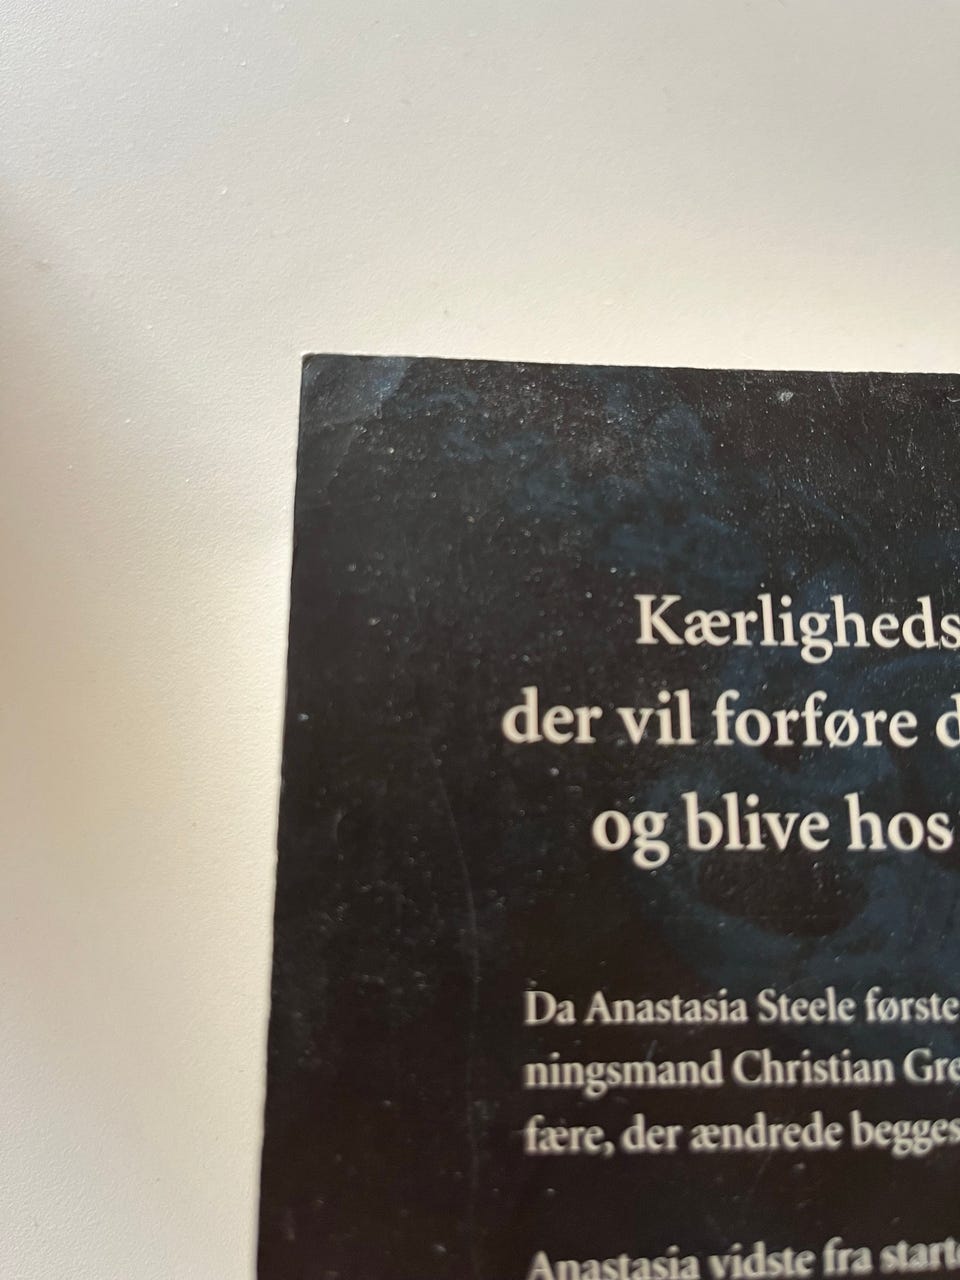 Kærligheds
der vil forføre d
og blive hos
Da Anastasia Steele første
ningsmand Christian Gre
fære, der ændrede begges
Anastasia vidste fra starte